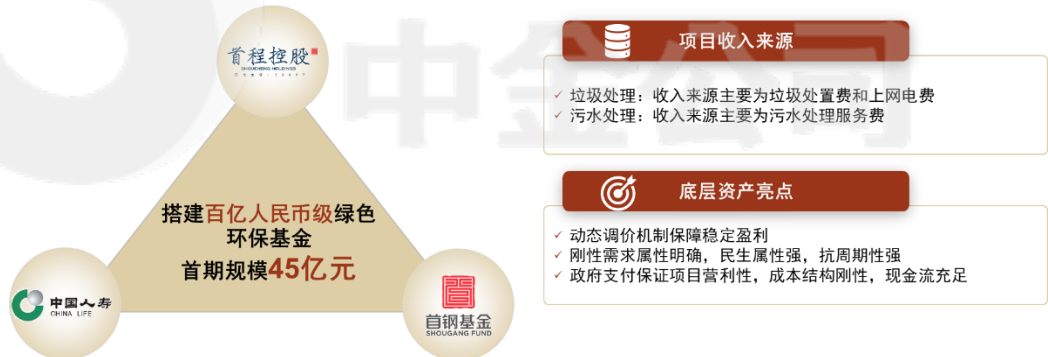 中金公司
首程控股
SHOUCHENG HOLDINGS
搭建百亿人民币级绿色
环保基金
首期规模45亿元
中国人寿
CHINA LIFE
首钢基金
SHOUGANG FUND
项目收入来源
✓ 垃圾处理：收入来源主要为垃圾处置费和上网电费
✓ 污水处理：收入来源主要为污水处理服务费
底层资产亮点
✓ 动态调价机制保障稳定盈利
✓ 刚性需求属性明确，民生属性强，抗周期性强
✓ 政府支付保证项目营利性，成本结构刚性，现金流充足